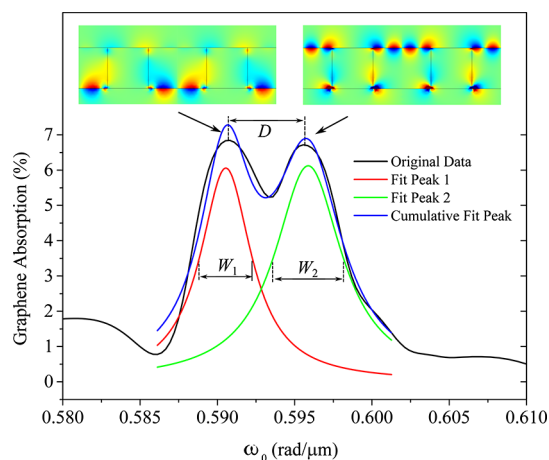 D
7
6
5
4
3
2
1
0
Graphene Absorption (%)
Original Data
Fit Peak 1
Fit Peak 2
Cumulative Fit Peak
W1
W2
0.580
0.585
0.590
0.595
0.600
0.605
0.610
ω0 (rad/μm)